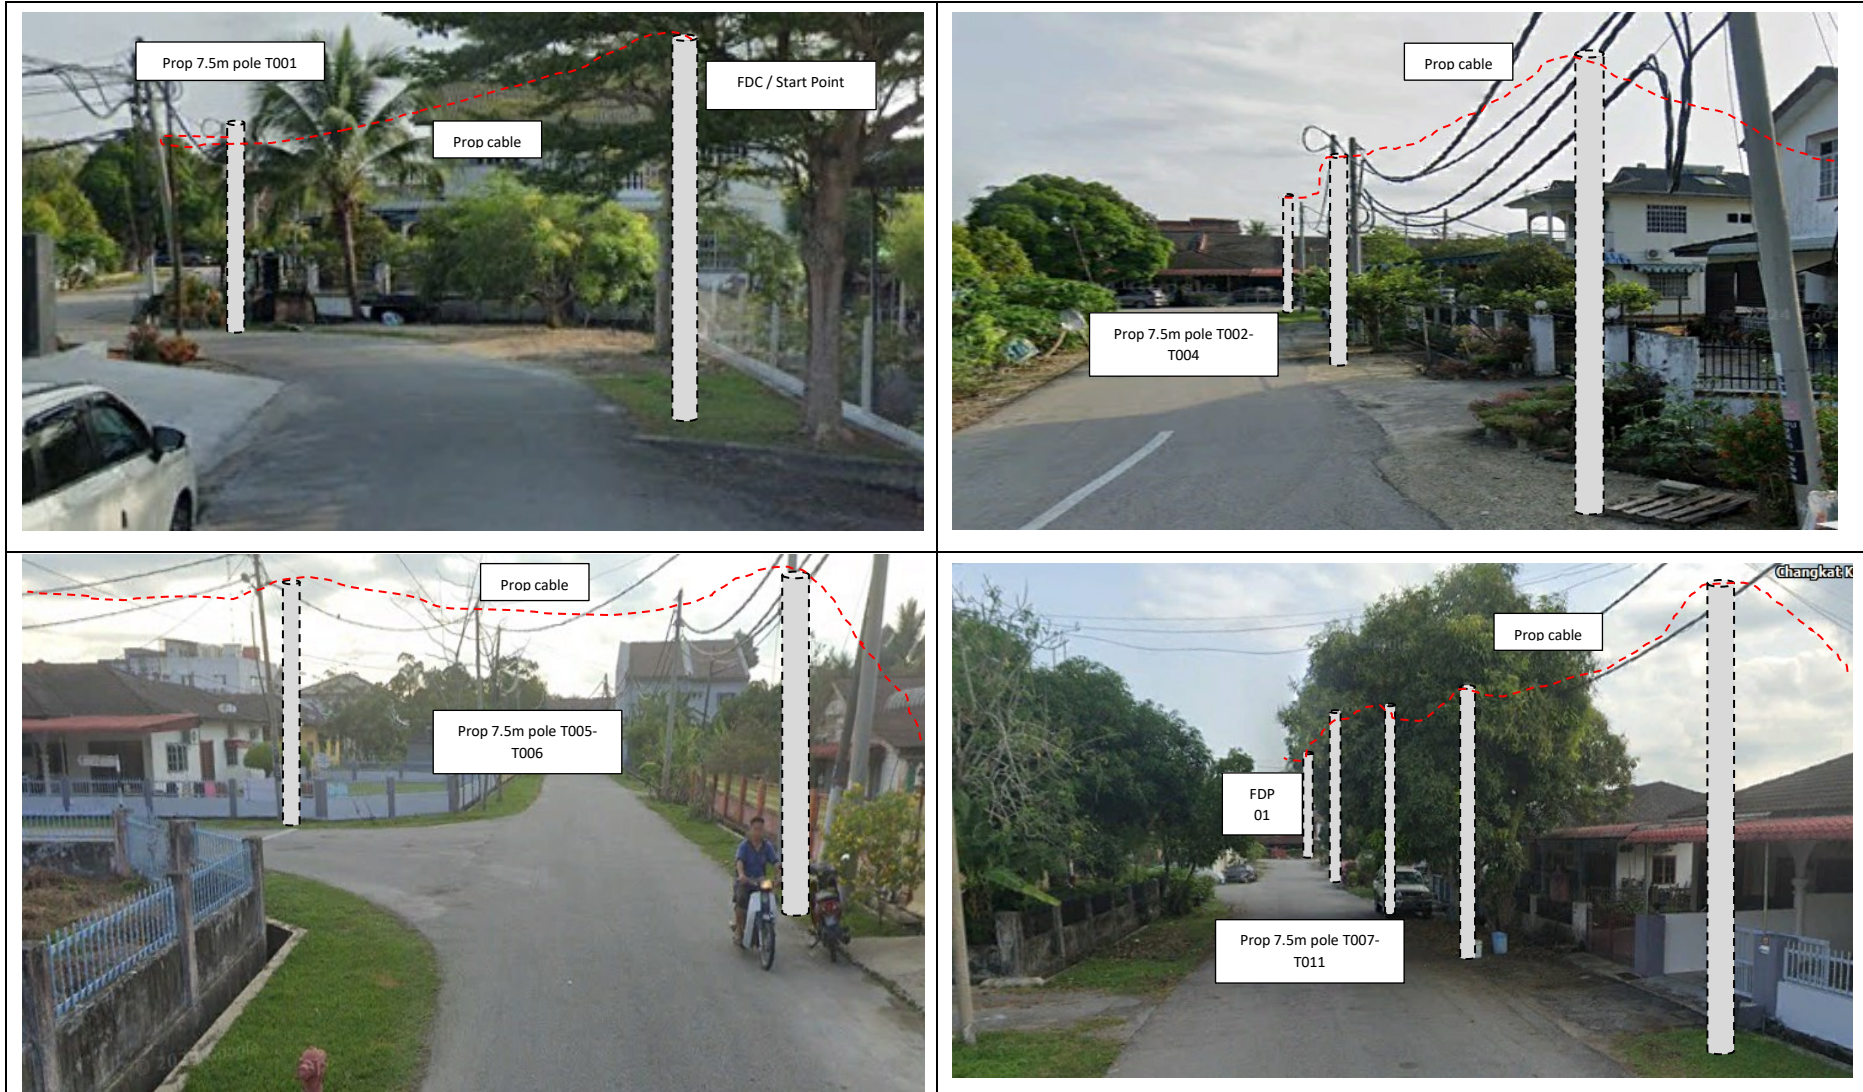 Prop 7.5m pole T001
FDC / Start Point
Prop cable
Prop cable
Prop 7.5m pole T002-
T004
Prop cable
Prop 7.5m pole T005-
T006
Changkat K
Prop cable
FDP
01
Prop 7.5m pole T007-
T011